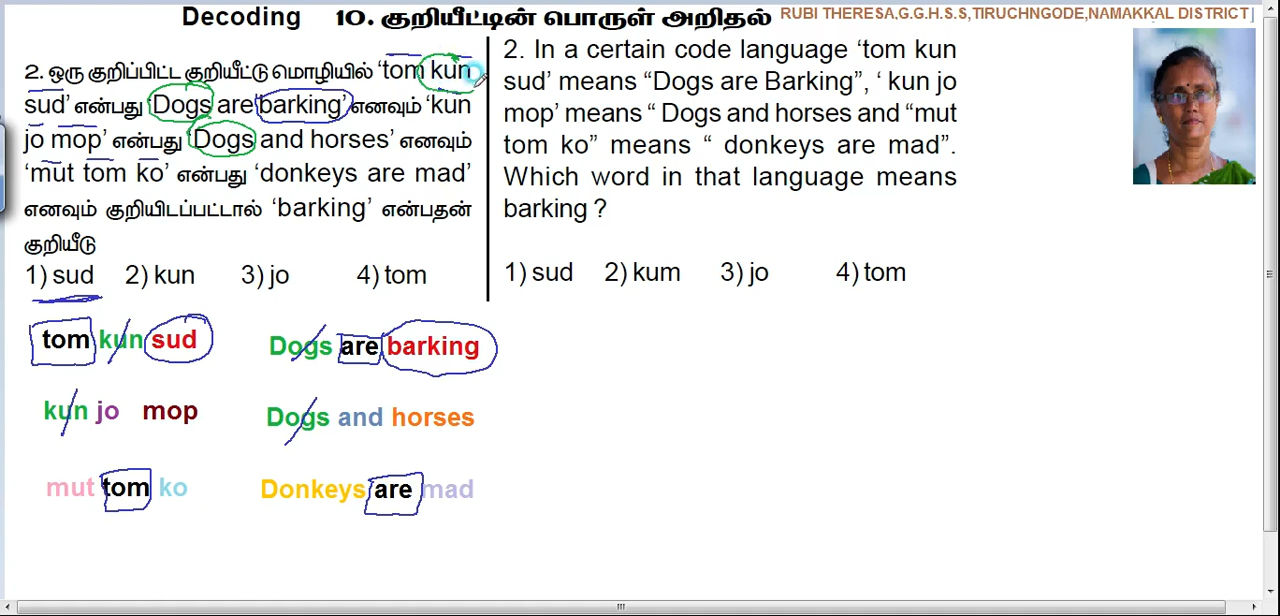 Decoding 10. குறியீட்டின் பொருள் அறிதல் RUBI THERESA,G.G.H.S.S,TIRUCHNGODE,NAMAKKAL DISTRICT
2. ஒரு குறிப்பிட்ட குறியீட்டு மொழியில் ‘tom kun
sud’ என்பது ‘Dogs are barking’ எனவும் ‘kun
jo mop’ என்பது ‘Dogs and horses’ எனவும்
‘mut tom ko’ என்பது ‘donkeys are mad’
எனவும் குறியிடப்பட்டால் ‘barking’ என்பதன்
குறியீடு
1) sud 2) kun 3) jo 4) tom
tom kun sud Dogs are barking
kun jo mop Dogs and horses
mut tom ko Donkeys are mad
2. In a certain code language ‘tom kun
sud’ means “Dogs are Barking”, ‘ kun jo
mop’ means “ Dogs and horses and “mut
tom ko” means “ donkeys are mad”.
Which word in that language means
barking ?
1) sud 2) kum 3) jo 4) tom